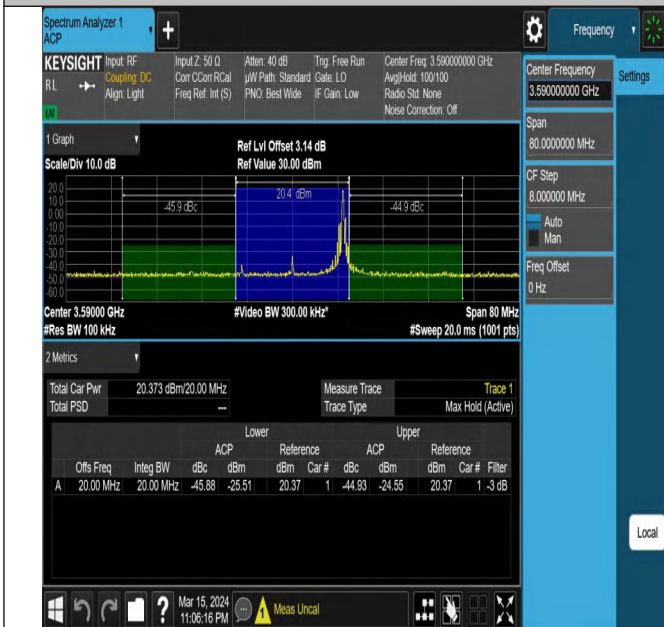 Spectrum Analyzer 1
ACP
+
Frequency
KEYSIGHT
RL
LXI
Input: RF
Coupling: DC
Align: Light
Input Z: 50 Ω
Corr CCorr RCal
Freq Ref: Int (S)
Atten: 40 dB
µW Path: Standard
PNO: Best Wide
Trig: Free Run
Gate: LO
IF Gain: Low
Center Freq: 3.590000000 GHz
Avg|Hold: 100/100
Radio Std: None
Noise Correction: Off
1 Graph
Scale/Div 10.0 dB
Ref Lvl Offset 3.14 dB
Ref Value 30.00 dBm
20.0
10.0
0.00
-10.0
-20.0
-30.0
-40.0
-50.0
-60.0
-45.9 dBc
20.4 dBm
-44.9 dBc
Center 3.59000 GHz
#Video BW 300.00 kHz*
Span 80 MHz
#Res BW 100 kHz
#Sweep 20.0 ms (1001 pts)
2 Metrics
Total Car Pwr 20.373 dBm/20.00 MHz
Total PSD ---
Measure Trace Trace 1
Trace Type Max Hold (Active)
Lower Upper
ACP Reference ACP Reference
Offs Freq Integ BW dBc dBm dBm Car # dBc dBm dBm Car # Filter
A 20.00 MHz 20.00 MHz -45.88 -25.51 20.37 1 -44.93 -24.55 20.37 1 -3 dB
Center Frequency
3.590000000 GHz
Span
80.0000000 MHz
CF Step
8.000000 MHz
Auto
Man
Freq Offset
0 Hz
Settings
Local
?
Mar 15, 2024
11:06:16 PM
1
Meas Uncal